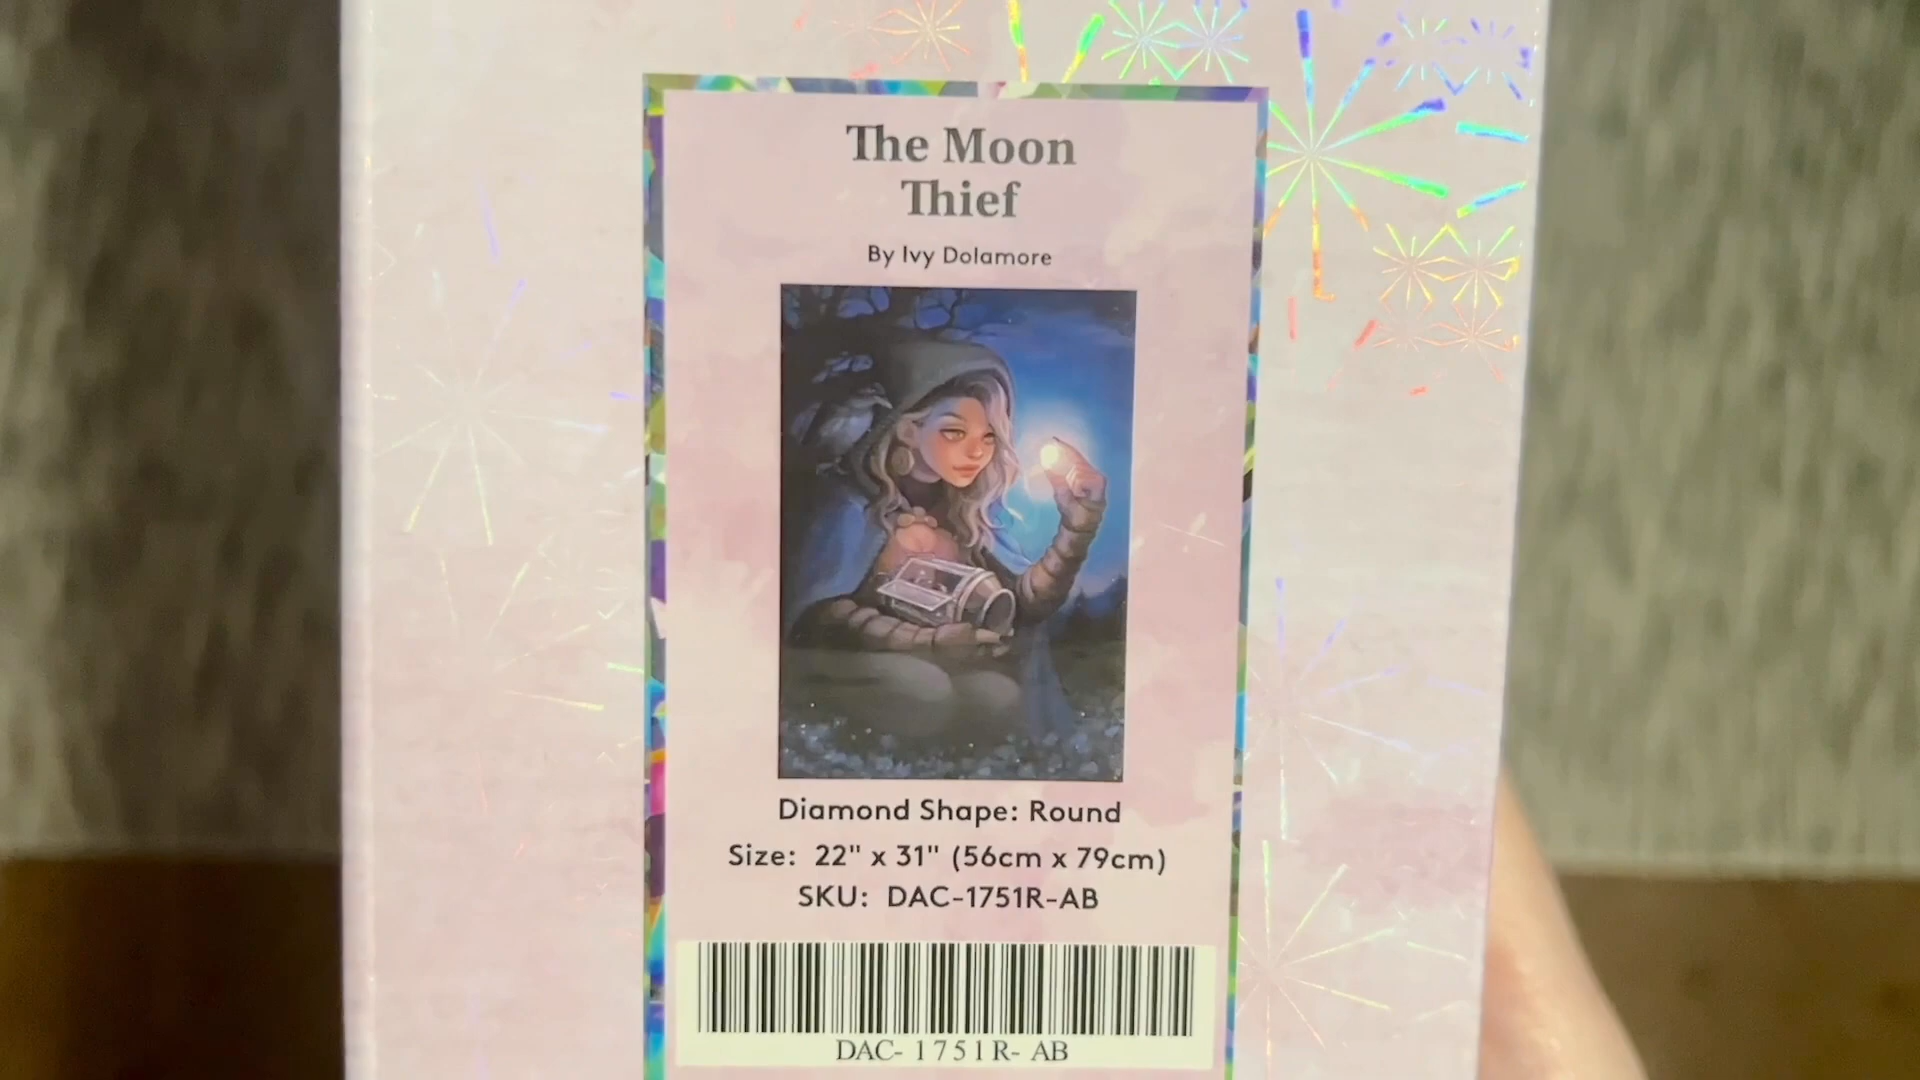 The Moon
Thief
By Ivy Dolamore
Diamond Shape: Round
Size: 22" x 31" (56cm x 79cm)
SKU: DAC-1751R-AB
DAC- 1751R- AB